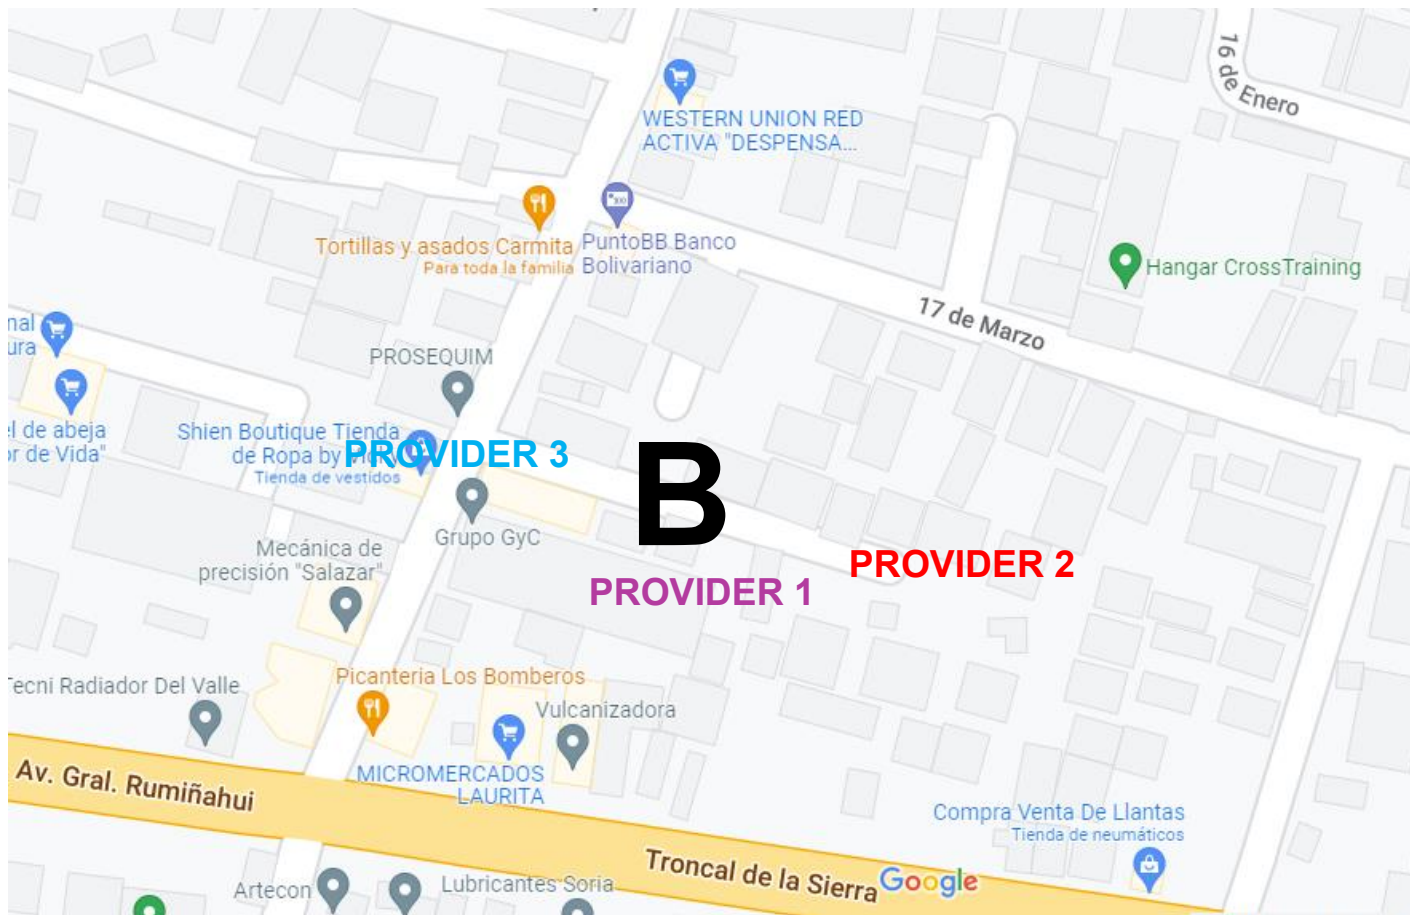 16 de Enero
WESTERN UNION RED
ACTIVA "DESPENSA...
Tortillas y asados Carmita
Para toda la familia
PuntoBB Banco
Bolivariano
Hangar CrossTraining
17 de Marzo
nal
ura
PROSEQUIM
el de abeja
or de Vida"
Shien Boutique Tienda
de Ropa by
Tienda de vestidos
PROVIDER 3
B
Grupo GyC
Mecánica de
precisión "Salazar"
PROVIDER 2
PROVIDER 1
Tecni Radiador Del Valle
Picanteria Los Bomberos
Vulcanizadora
MICROMERCADOS
LAURITA
Av. Gral. Rumiñahui
Compra Venta De Llantas
Tienda de neumáticos
Troncal de la Sierra
Google
Artecon
Lubricantes Soria